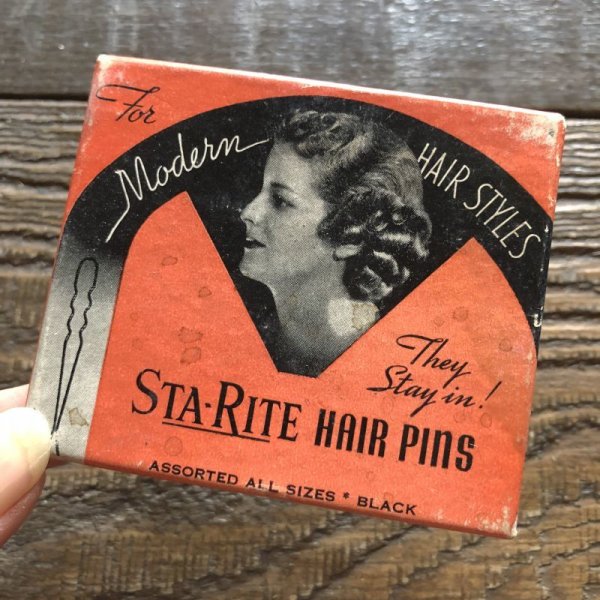 For
Modern HAIR STYLES
They
Stay in!
STA-RITE HAIR PINS
ASSORTED ALL SIZES * BLACK